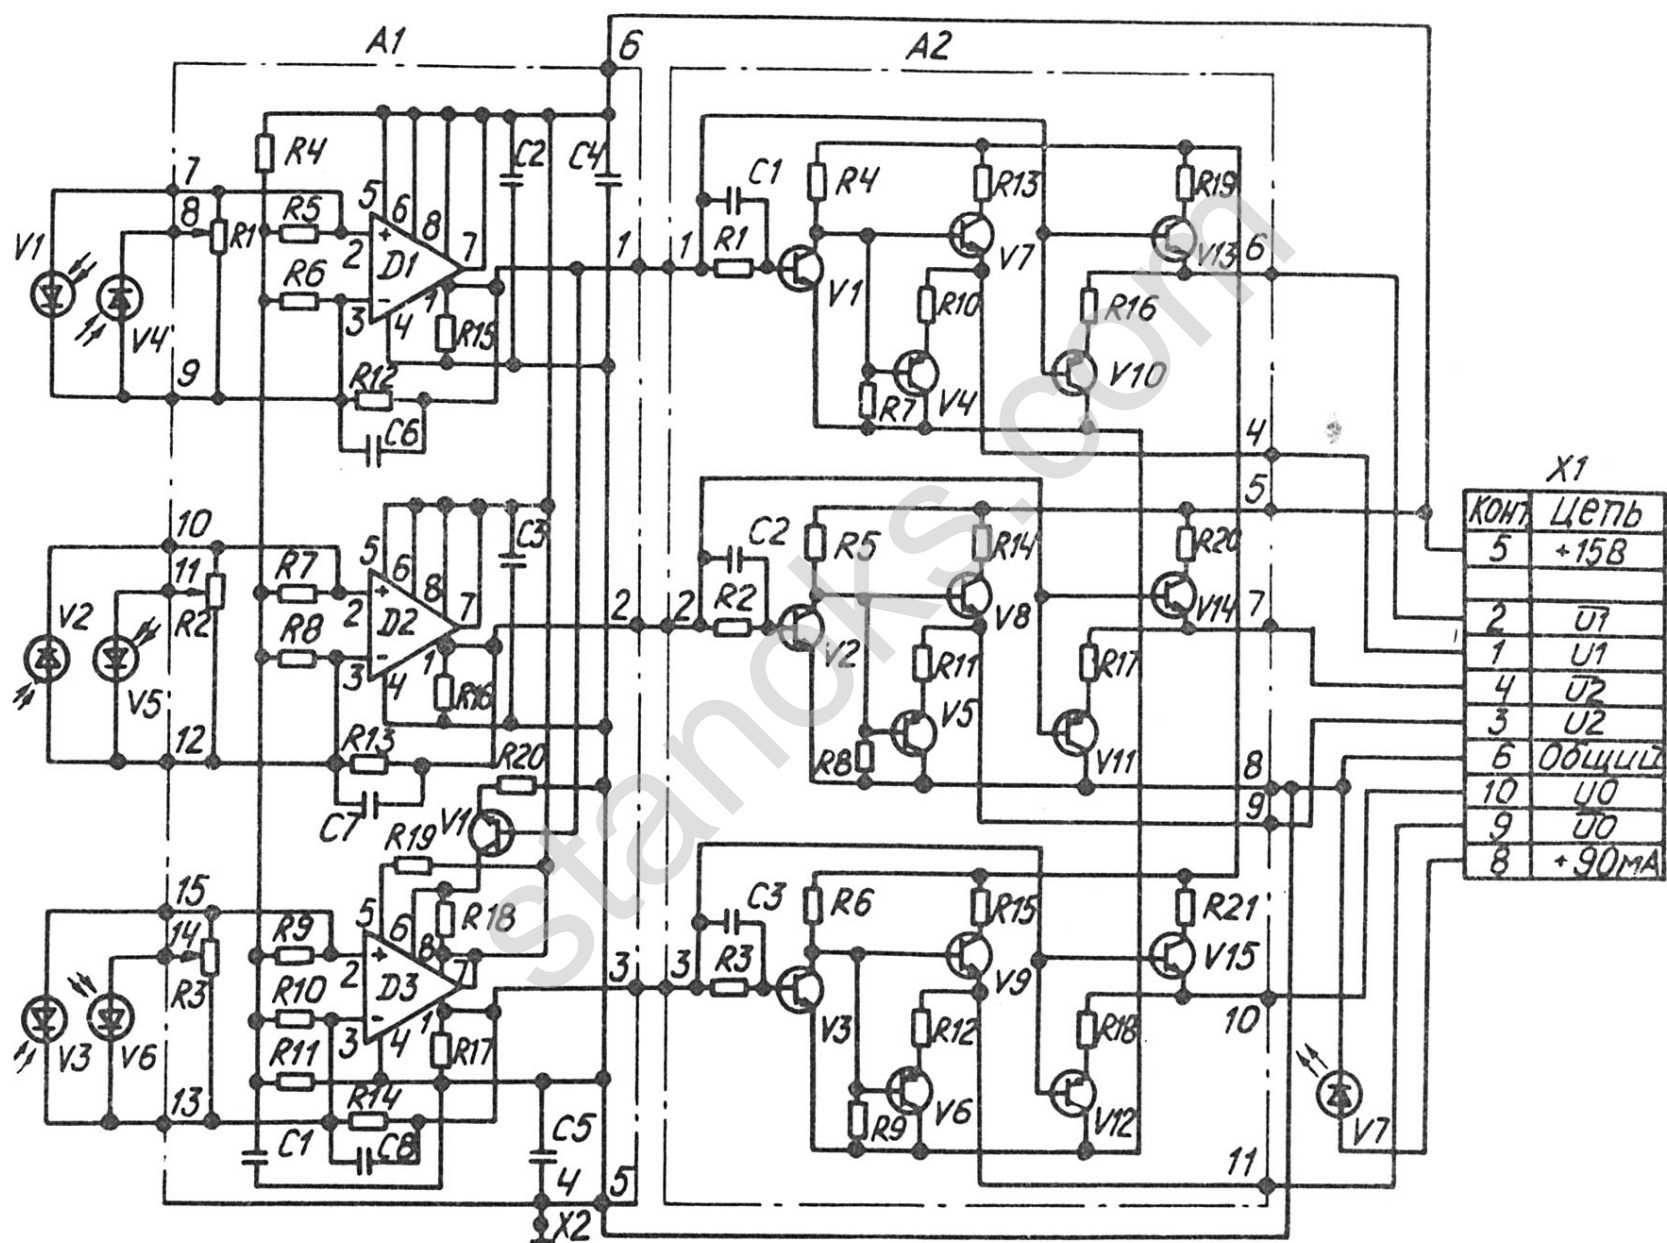 A1
6
A2
R4
C2
C4
C1
R4
R13
R19
7
8
R5
R1
5
6
8
7
2
+
D1
1
1
R1
V7
V13
6
V1
V4
R6
-
3
4
1
R15
V1
R10
R16
9
R12
C6
R7
V4
V10
4
5
X1
КОНТ ЦЕПЬ
5 +15В
2 U1
1 U1
4 U2
3 U2
6 Общий
10 U0
9 U0
8 +90мА
10
11
R7
R2
5
6
8
7
C3
2
+
D2
2
2
C2
R2
R5
R14
R20
V8
V14
7
V2
V5
R8
-
3
4
1
R16
V2
R11
R17
12
R13
C7
R20
V1
R19
R8
V5
V11
8
9
15
14
R9
R3
5
6
R18
8
7
2
+
D3
3
3
C3
R3
R6
R15
R21
V9
V15
V3
V6
R10
-
3
4
1
R17
V3
R12
R18
10
R11
13
R14
C1
C8
C5
R9
V6
V12
V7
11
4
5
X2
stanoks.com